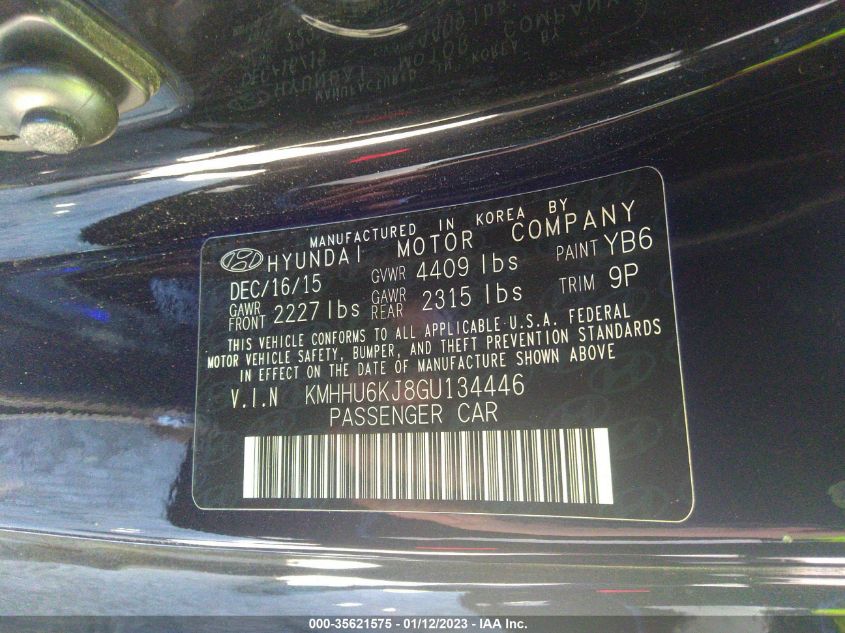 MANUFACTURED IN KOREA BY
HYUNDAI MOTOR COMPANY
DEC/16/15 GVWR 4409 lbs PAINT YB6
GAWR FRONT 2227 lbs GAWR REAR 2315 lbs TRIM 9P
THIS VEHICLE CONFORMS TO ALL APPLICABLE U.S.A. FEDERAL
MOTOR VEHICLE SAFETY, BUMPER, AND THEFT PREVENTION STANDARDS
IN EFFECT ON THE DATE OF MANUFACTURE SHOWN ABOVE
V.I.N KMHHU6KJ8GU134446
PASSENGER CAR
000-35621575 - 01/12/2023 - IAA Inc.